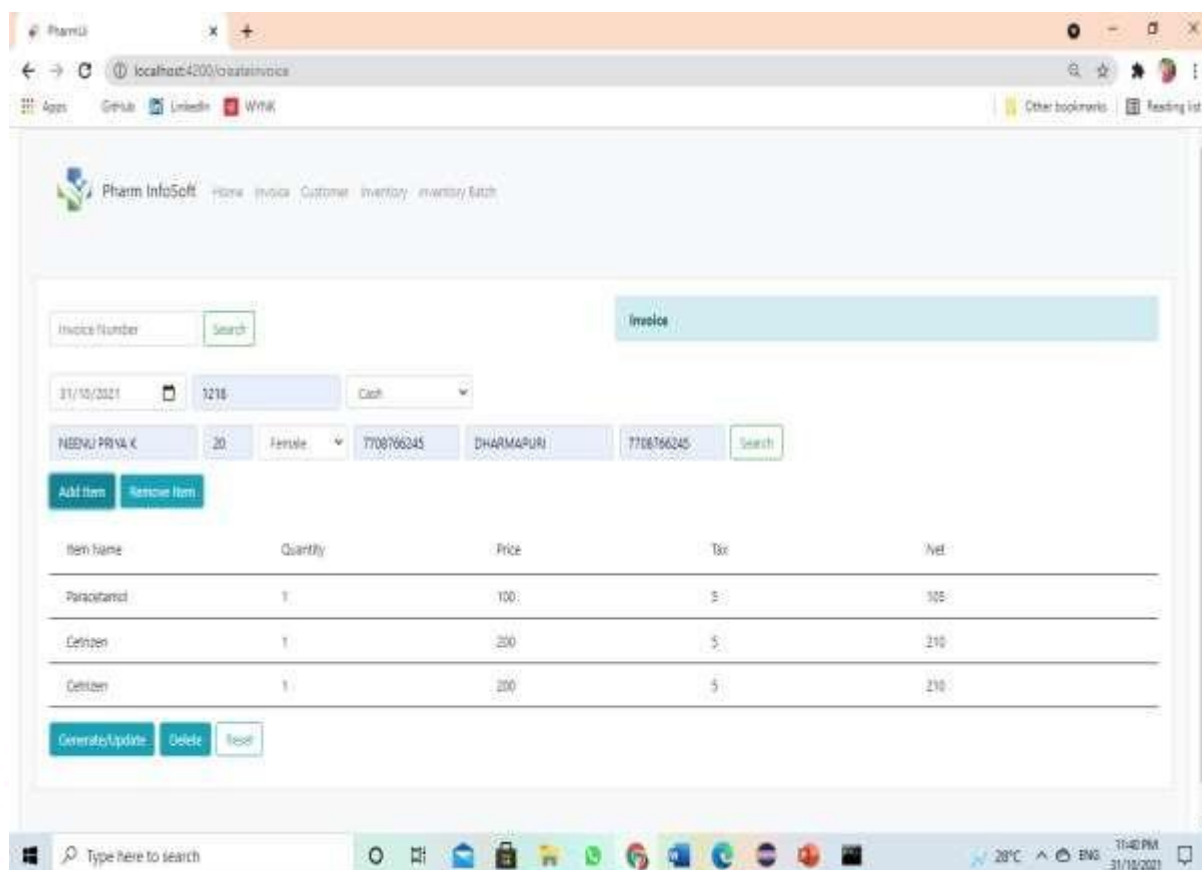 PharmUi
localhost:4200/createinvoice
Apps GitHub LinkedIn WYNK Other bookmarks Reading list
Pharm InfoSoft Home Invoice Customer Inventory Inventory Batch
Invoice Number Search Invoice
31/10/2021 1218 Cash
NEENU PRIYA K 20 Female 7708766245 DHARMAPURI 7708766245 Search
Add Item Remove Item
Item Name Quantity Price Tax Net
Paracetamol 1 100 5 105
Cetrizen 1 200 5 210
Cetrizen 1 200 5 210
Generate/Update Delete Reset
Type here to search 28°C ENG 11:40 PM
31/10/2021